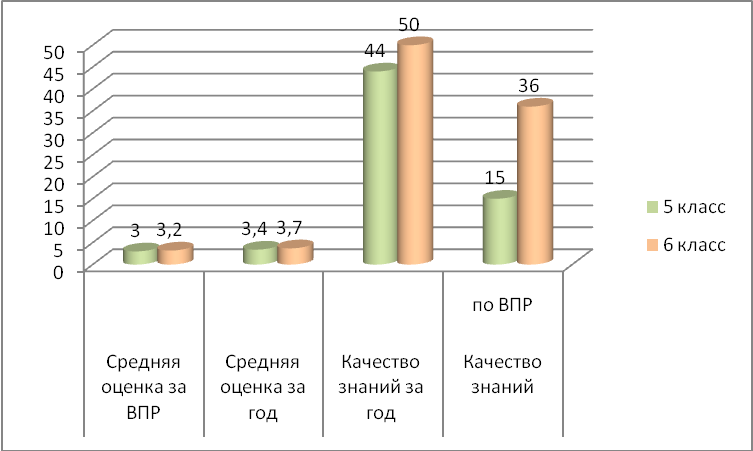 50
45
40
35
30
25
20
15
10
5
0
3
3,2
3,4
3,7
44
50
15
36
5 класс
6 класс
Средняя
оценка за
ВПР
Средняя
оценка за
год
Качество
знаний за
год
по ВПР
Качество
знаний